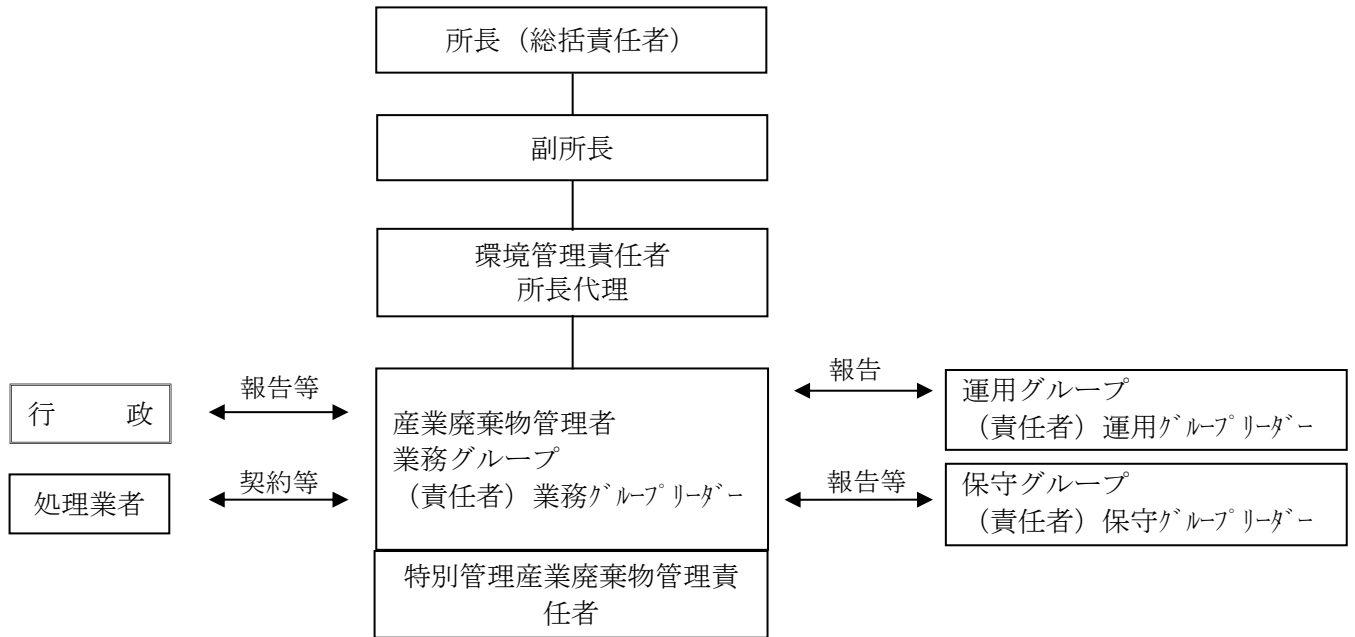 所長（総括責任者）
副所長
環境管理責任者
所長代理
報告等
行　　政
契約等
処理業者
産業廃棄物管理者
業務グループ
（責任者）業務ｸﾞﾙｰﾌﾟﾘｰﾀﾞｰ
特別管理産業廃棄物管理責
任者
報告
運用グループ
（責任者）運用ｸﾞﾙｰﾌﾟﾘｰﾀﾞｰ
報告等
保守グループ
（責任者）保守ｸﾞﾙｰﾌﾟﾘｰﾀﾞｰ